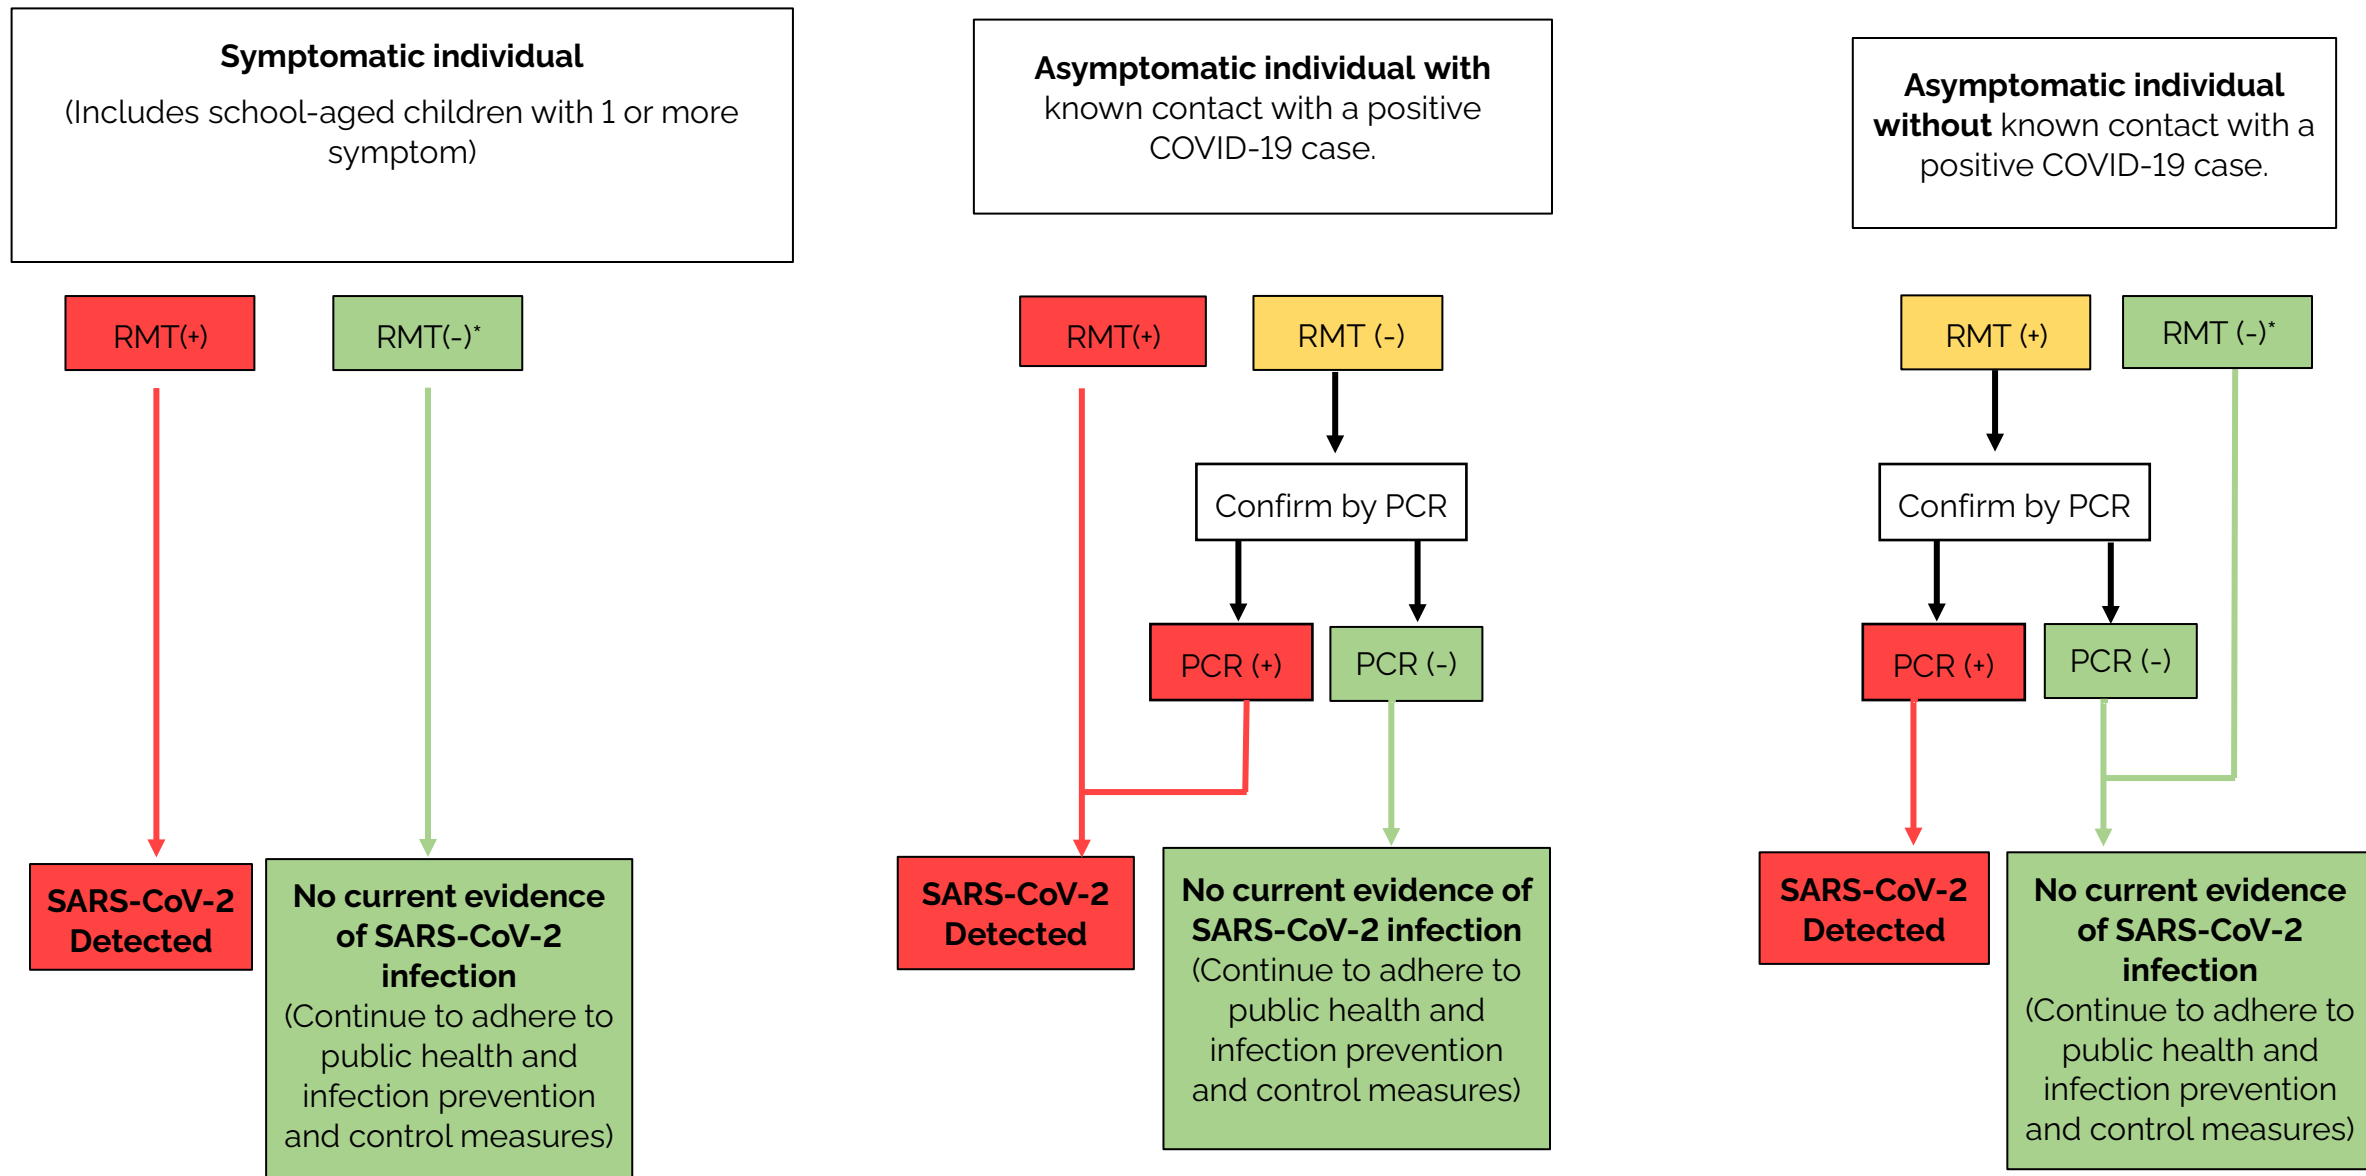 Symptomatic individual
(Includes school-aged children with 1 or more
symptom)
RMT(+)
RMT(-)*
SARS-CoV-2
Detected
No current evidence
of SARS-CoV-2
infection
(Continue to adhere to
public health and
infection prevention
and control measures)
Asymptomatic individual with
known contact with a positive
COVID-19 case.
RMT(+)
RMT (-)
Confirm by PCR
PCR (+)
PCR (-)
SARS-CoV-2
Detected
No current evidence of
SARS-CoV-2 infection
(Continue to adhere to
public health and
infection prevention
and control measures)
Asymptomatic individual
without known contact with a
positive COVID-19 case.
RMT (+)
RMT (-)*
Confirm by PCR
PCR (+)
PCR (-)
SARS-CoV-2
Detected
No current evidence
of SARS-CoV-2
infection
(Continue to adhere to
public health and
infection prevention
and control measures)